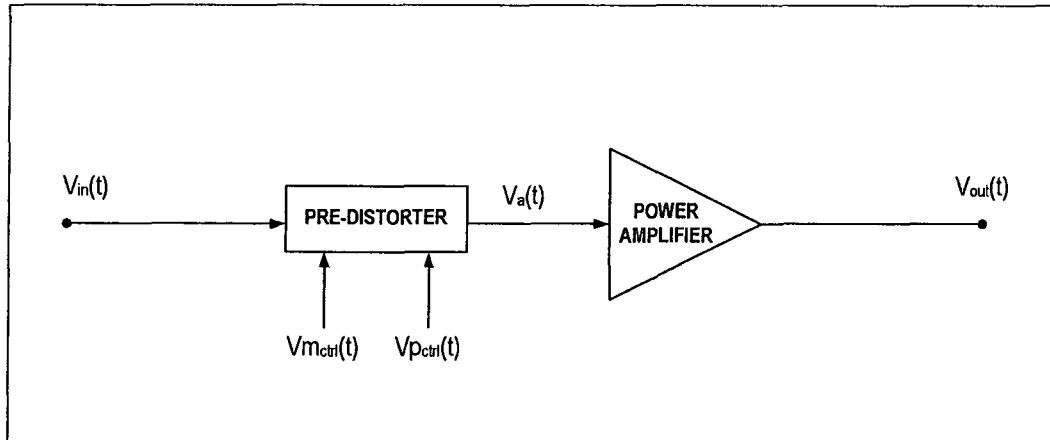 Vin(t)
PRE-DISTORTER
Va(t)
POWER
AMPLIFIER
Vout(t)
Vmctrl(t)
Vpctrl(t)